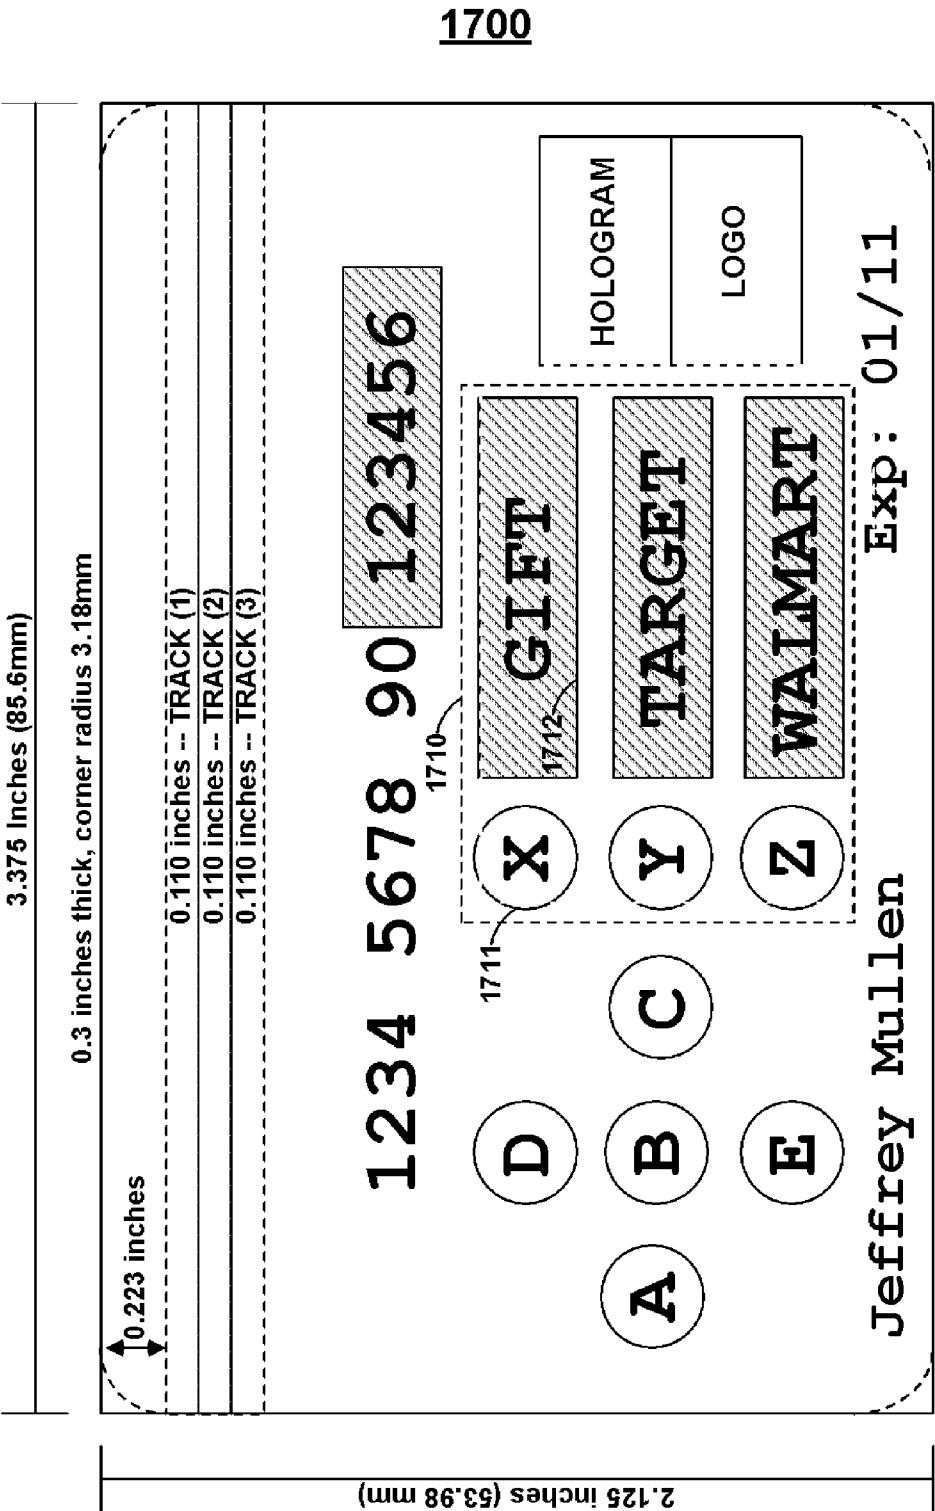 1700
3.375 Inches (85.6mm)
0.3 inches thick, corner radius 3.18mm
0.223 inches
0.110 inches -- TRACK (1)
0.110 inches -- TRACK (2)
0.110 inches -- TRACK (3)
1234 5678 90 123456
1710
1711
1712
D X GIFT
HOLOGRAM
A B C Y TARGET
LOGO
E Z WALMART
Jeffrey Mullen Exp: 01/11
2.125 inches (53.98 mm)